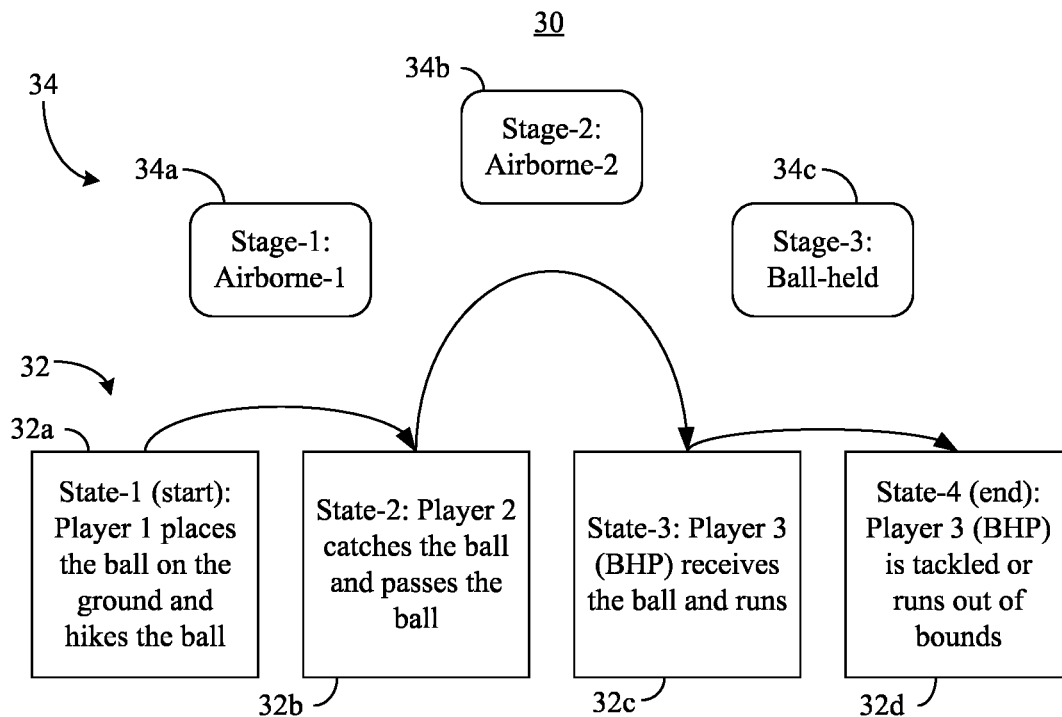 30
34b
34
Stage-2:
Airborne-2
34a
34c
Stage-1:
Airborne-1
Stage-3:
Ball-held
32
32a
State-1 (start):
Player 1 places
the ball on the
ground and
hikes the ball
State-2: Player 2
catches the ball
and passes the
ball
State-3: Player 3
(BHP) receives
the ball and runs
State-4 (end):
Player 3 (BHP)
is tackled or
runs out of
bounds
32b
32c
32d